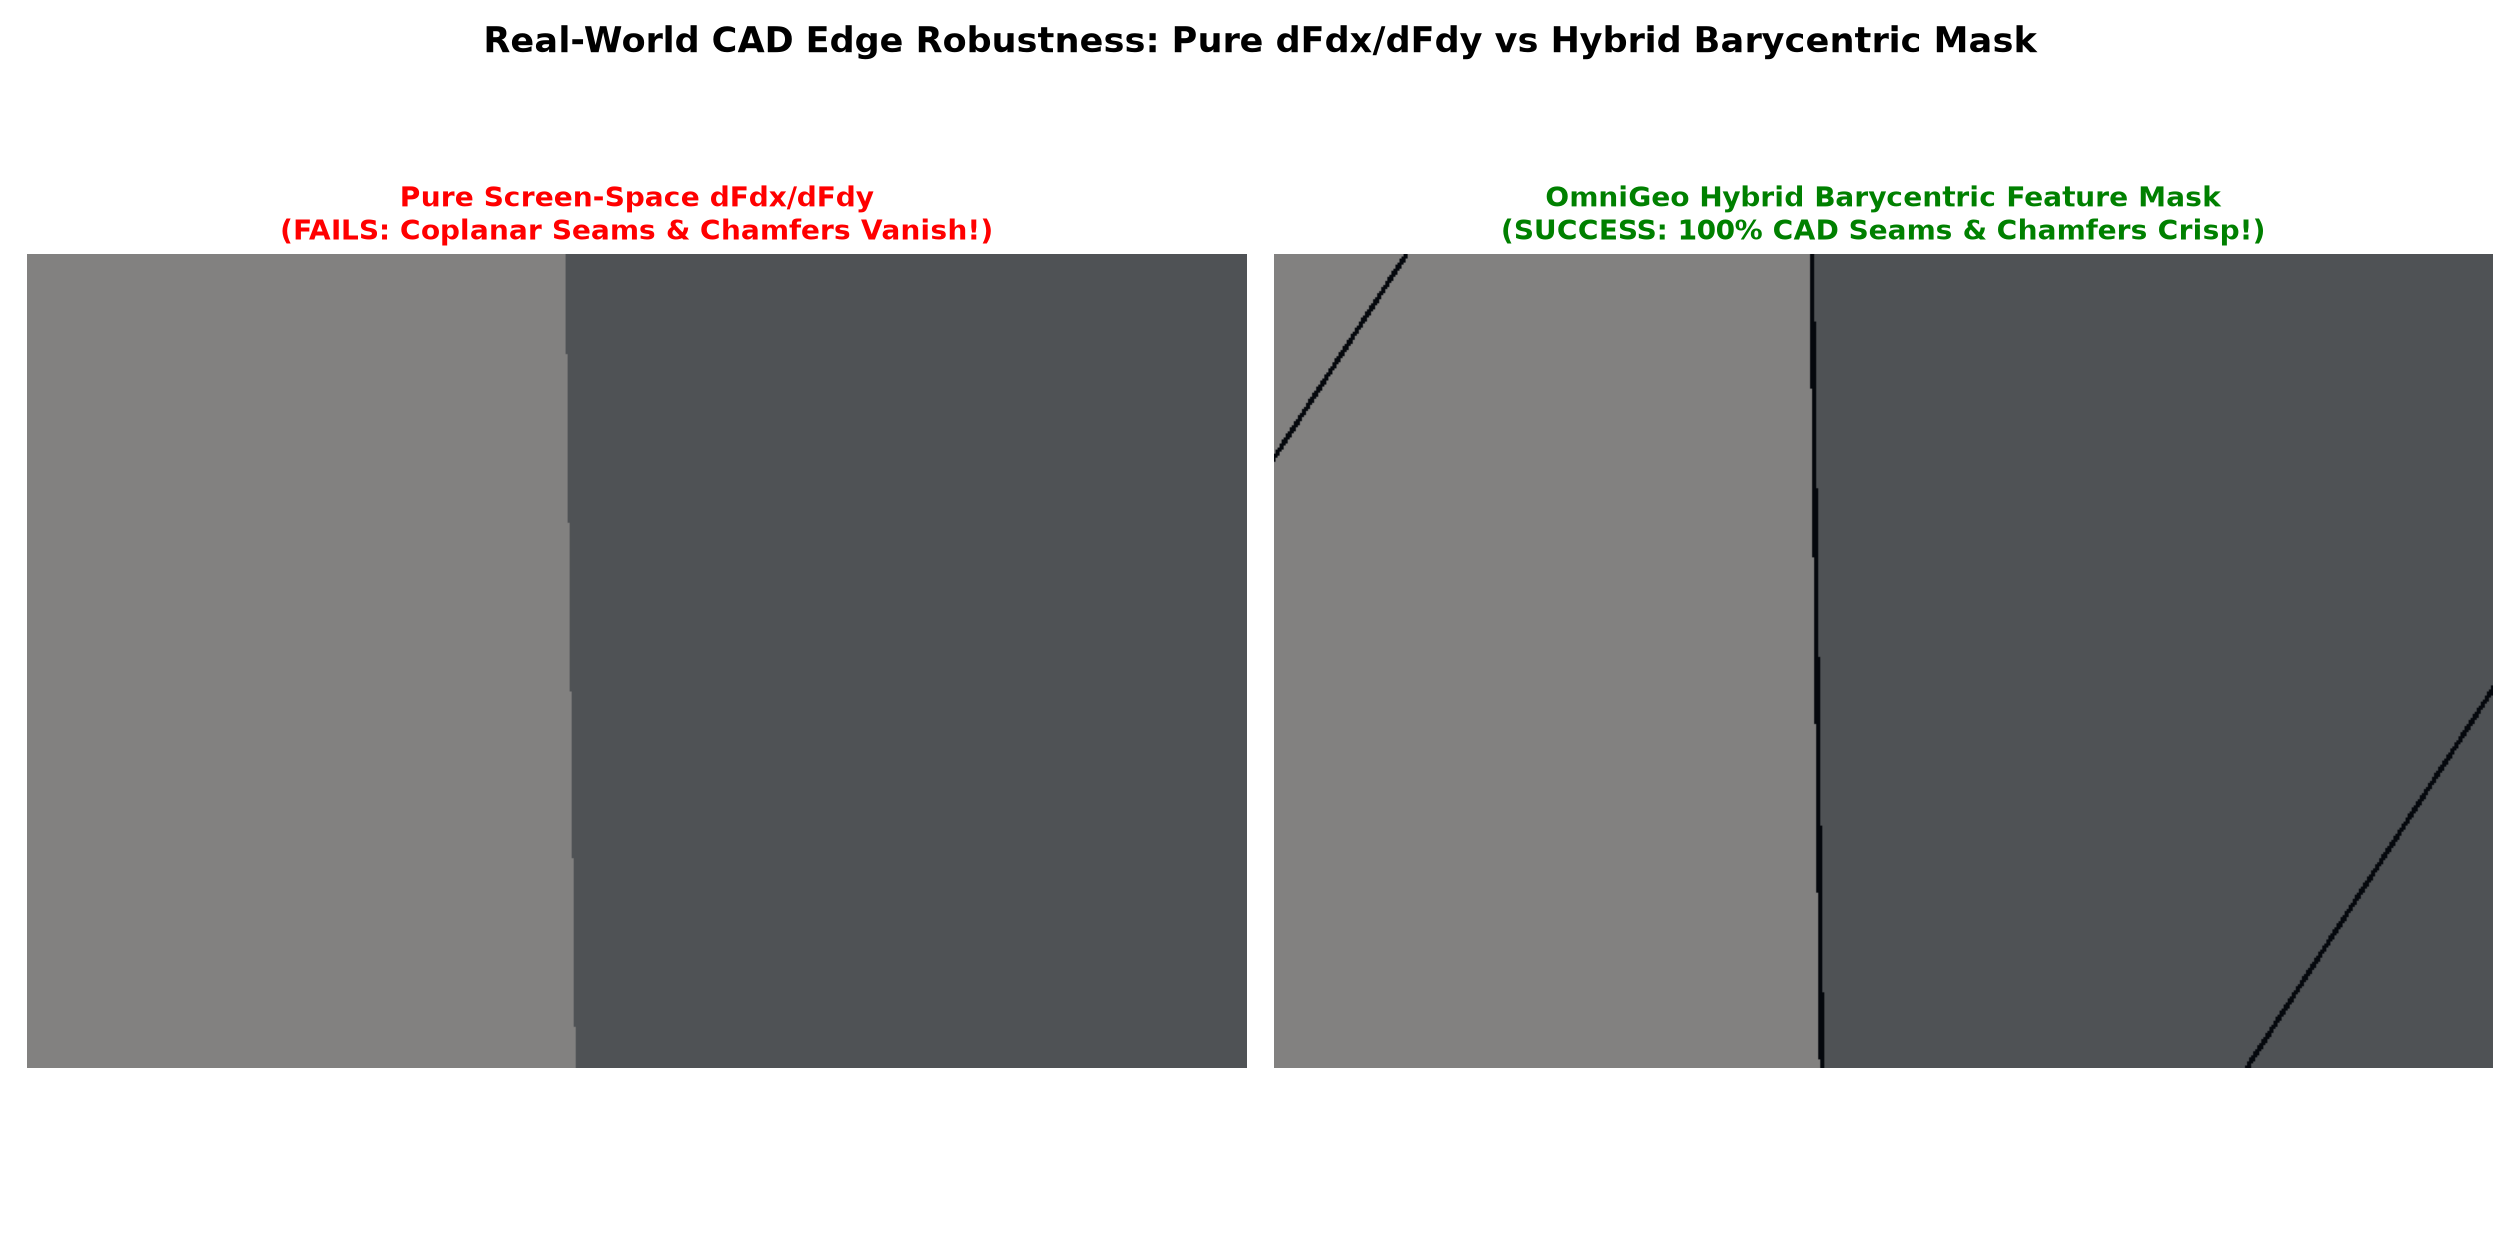 Real-World CAD Edge Robustness: Pure dFdx/dFdy vs Hybrid Barycentric Mask
Pure Screen-Space dFdx/dFdy
(FAILS: Coplanar Seams & Chamfers Vanish!)
OmniGeo Hybrid Barycentric Feature Mask
(SUCCESS: 100% CAD Seams & Chamfers Crisp!)